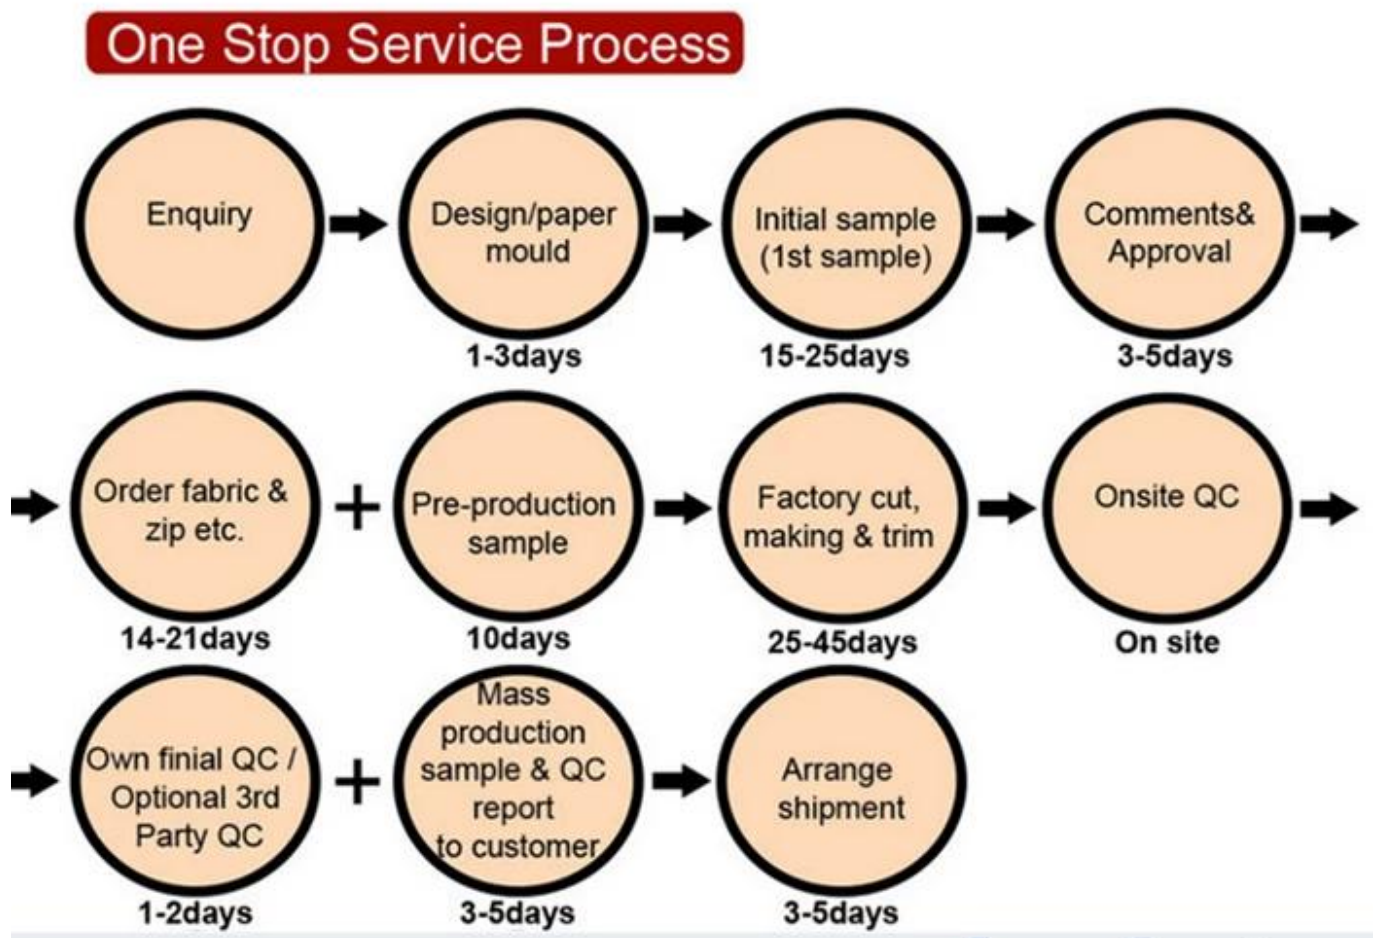 One Stop Service Process
Enquiry
Design/paper
mould
1-3days
Initial sample
(1st sample)
15-25days
Comments&
Approval
3-5days
Order fabric &
zip etc.
14-21days
+
Pre-production
sample
10days
Factory cut,
making & trim
25-45days
Onsite QC
On site
Own finial QC /
Optional 3rd
Party QC
1-2days
+
Mass
production
sample & QC
report
to customer
3-5days
Arrange
shipment
3-5days